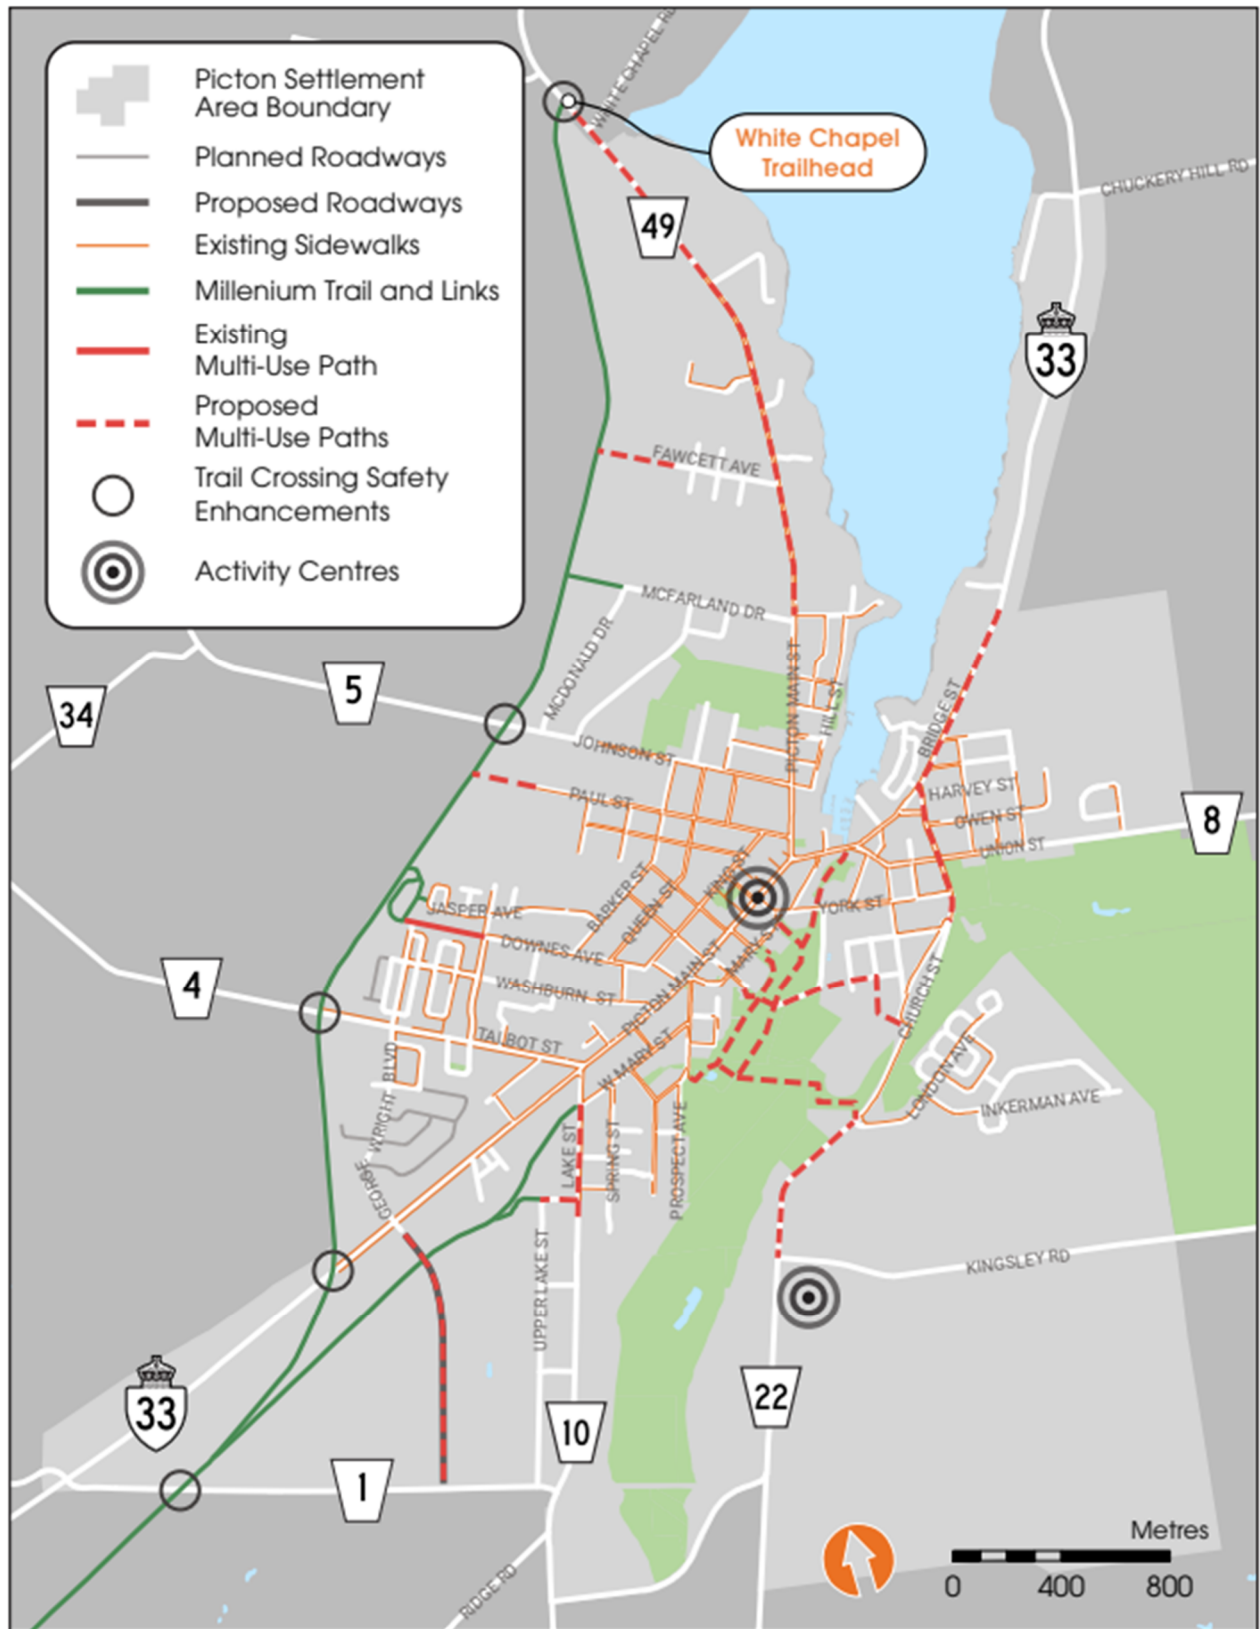 Picton Settlement
Area Boundary
Planned Roadways
Proposed Roadways
Existing Sidewalks
Millenium Trail and Links
Existing
Multi-Use Path
Proposed
Multi-Use Paths
Trail Crossing Safety
Enhancements
Activity Centres
WHITE CHAPEL RD
White Chapel
Trailhead
CHUCKERY HILL RD
49
33
FAWCETT AVE
MCFARLAND DR
MCDONALD DR
5
34
PICTON MAIN ST
HILL ST
BRIDGE ST
JOHNSON ST
PAUL ST
HARVEY ST
OWEN ST
8
UNION ST
KING ST
BARKER ST
QUEEN ST
JASPER AVE
YORK ST
DOWNES AVE
MARY ST
PICTON MAIN ST
4
WASHBURN ST
CHURCH ST
TALBOT ST
W. MARY ST
LONDON AVE
INKERMAN AVE
GEORGE WRIGHT BLVD
LAKE ST
SPRING ST
PROSPECT AVE
KINGSLEY RD
UPPER LAKE ST
33
22
10
1
RIDGE RD
Metres
0 400 800